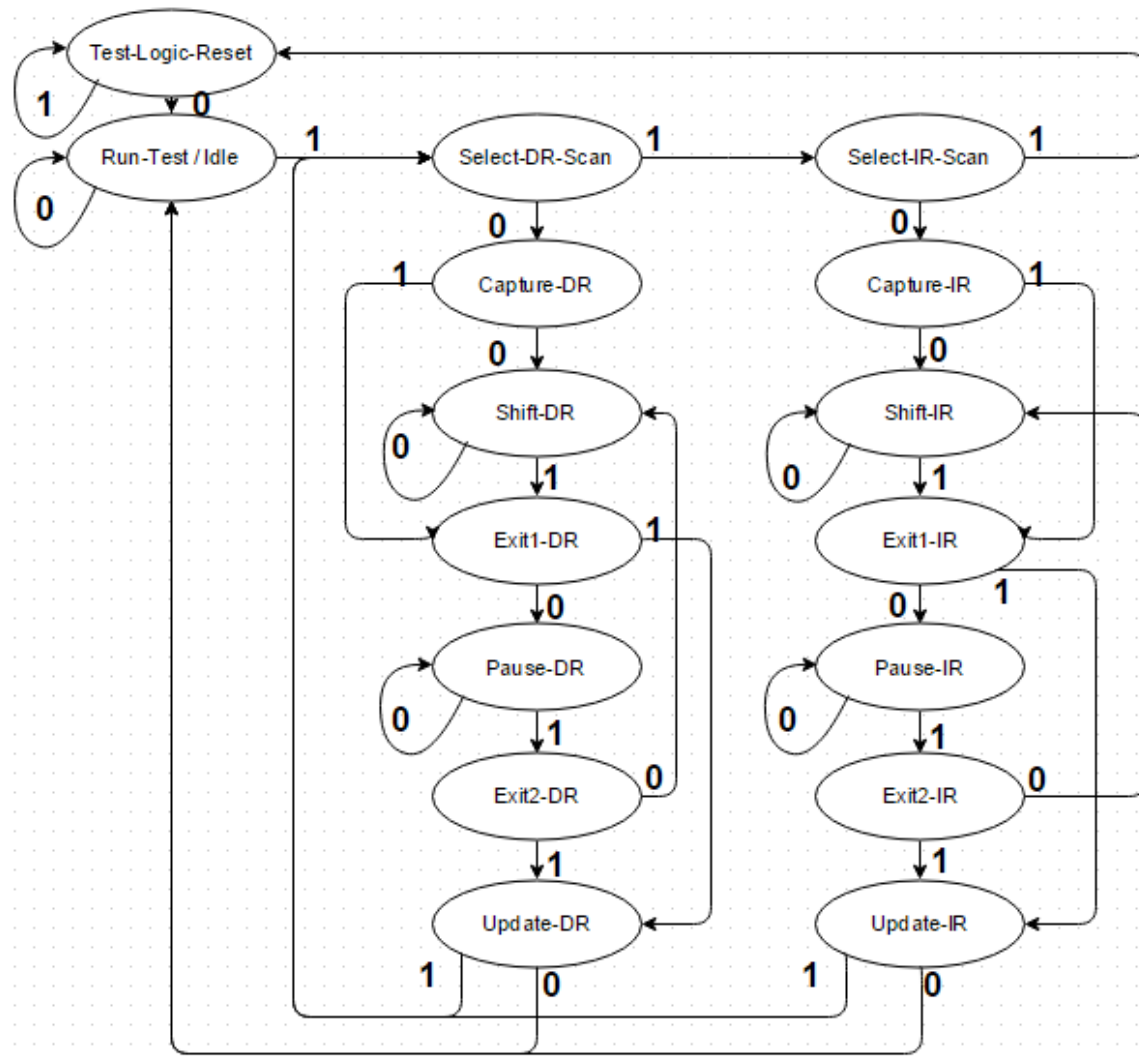 Test-Logic-Reset
1
0
Run-Test / Idle
1
Select-DR-Scan
1
Select-IR-Scan
1
0
0
0
1
Capture-DR
Capture-IR
1
0
0
Shift-DR
Shift-IR
0
0
1
1
Exit1-DR
1
Exit1-IR
0
0
1
Pause-DR
Pause-IR
0
0
1
1
Exit2-DR
0
Exit2-IR
0
1
1
Update-DR
Update-IR
1
0
1
0